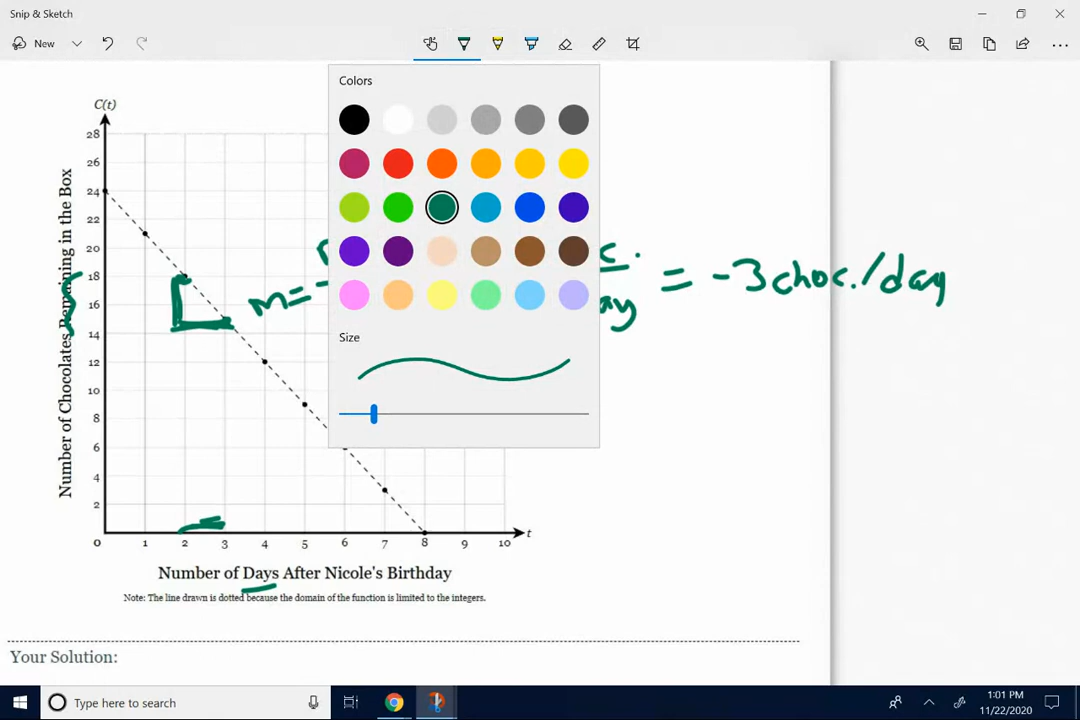 Snip & Sketch
New
Colors
Size
C(t)
28
26
24
22
20
18
16
14
12
10
8
6
4
2
0 1 2 3 4 5 6 7 8 9 10 t
Number of Chocolates Remaining in the Box
m=
c.
ay
= -3 choc./day
Number of Days After Nicole's Birthday
Note: The line drawn is dotted because the domain of the function is limited to the integers.
Your Solution:
Type here to search
1:01 PM
11/22/2020